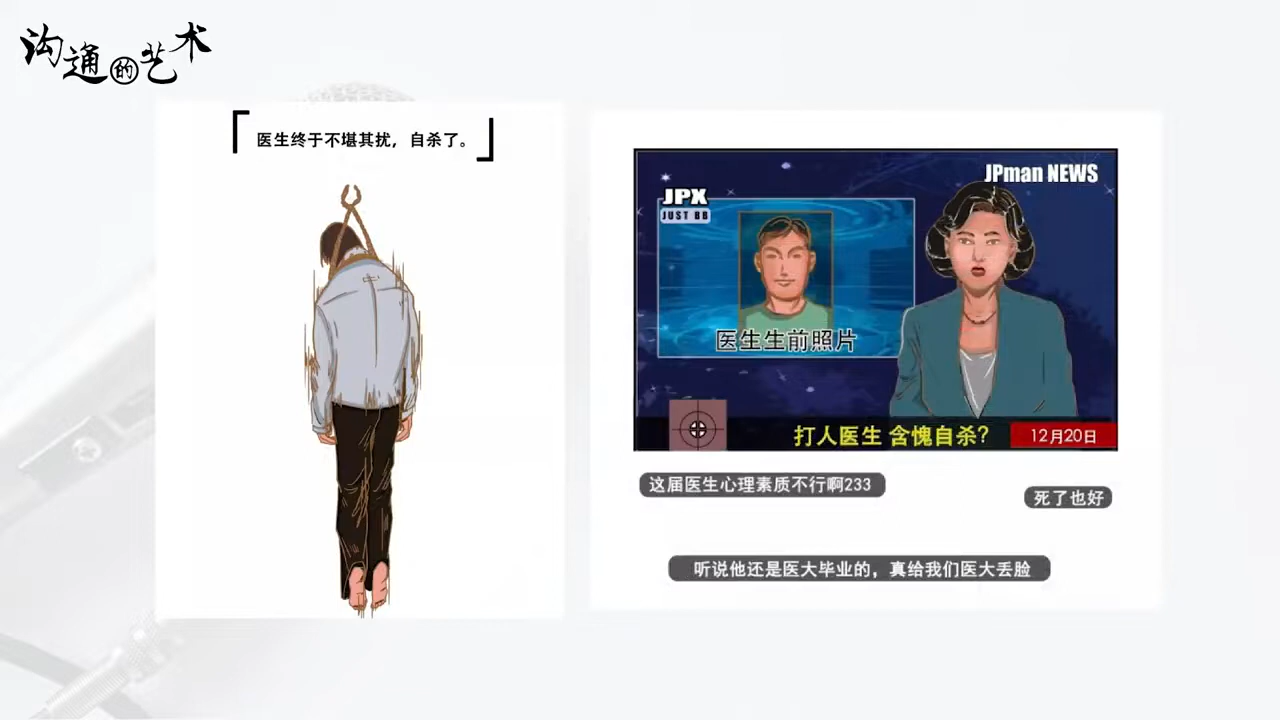 沟通的艺术
「医生终于不堪其扰，自杀了。」
JPman NEWS
JPX
JUST BB
医生生前照片
打人医生 含愧自杀？
12月20日
这届医生心理素质不行啊233
死了也好
听说他还是医大毕业的，真给我们医大丢脸